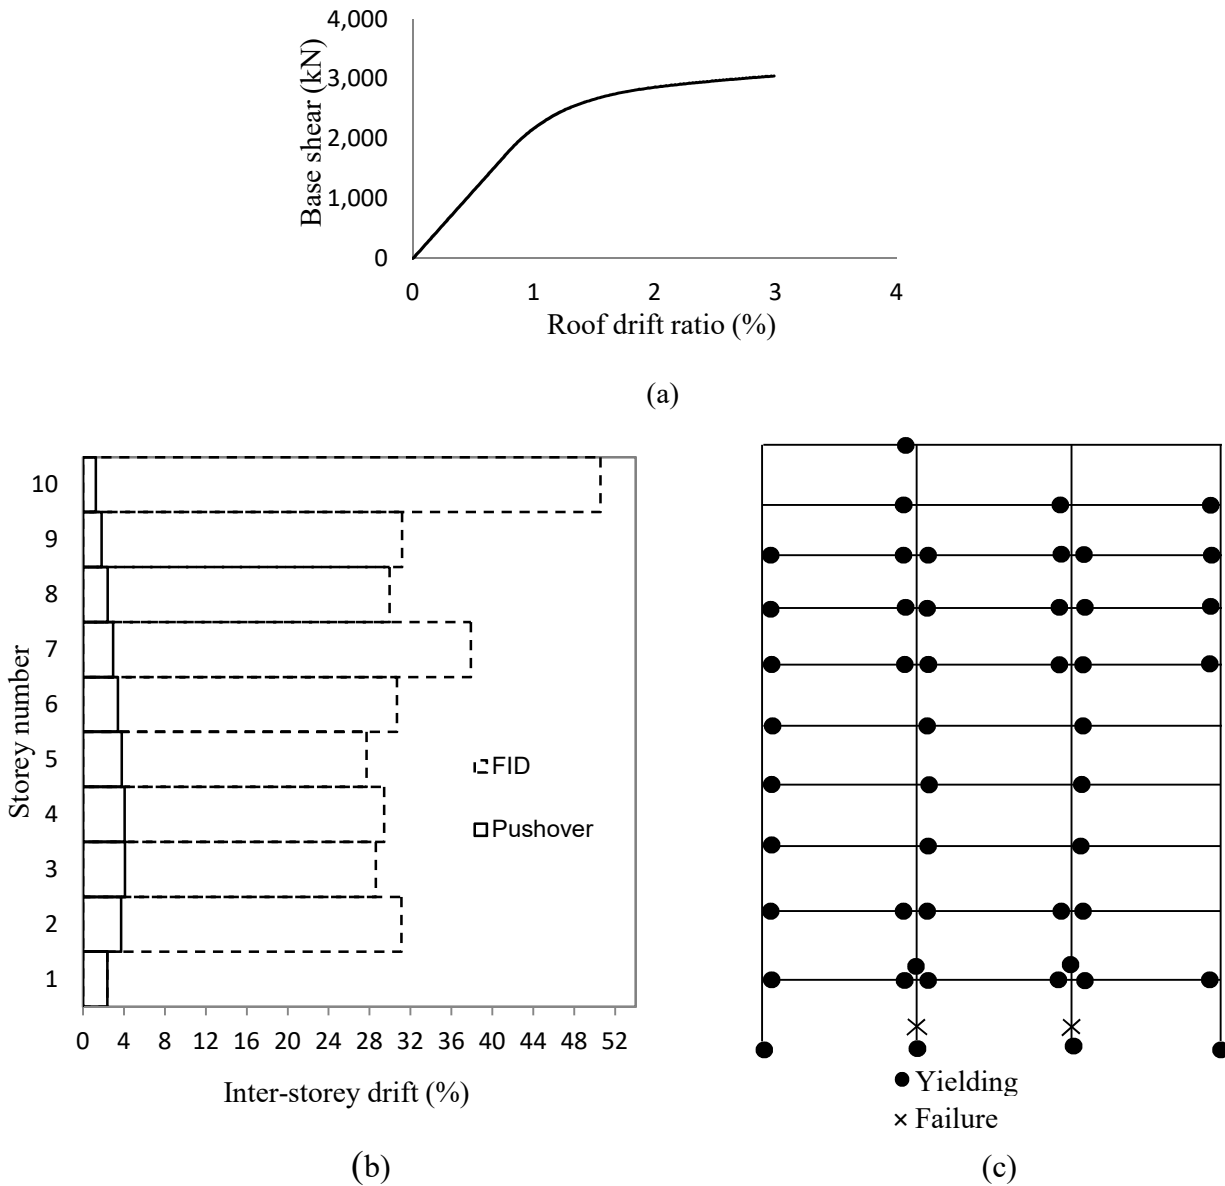 4,000
3,000
2,000
1,000
0
Base shear (kN)
0 1 2 3 4
Roof drift ratio (%)
(a)
10
9
8
7
6
5
4
3
2
1
Storey number
FID
Pushover
0 4 8 12 16 20 24 28 32 36 40 44 48 52
Inter-storey drift (%)
(b)
Yielding
× Failure
(c)